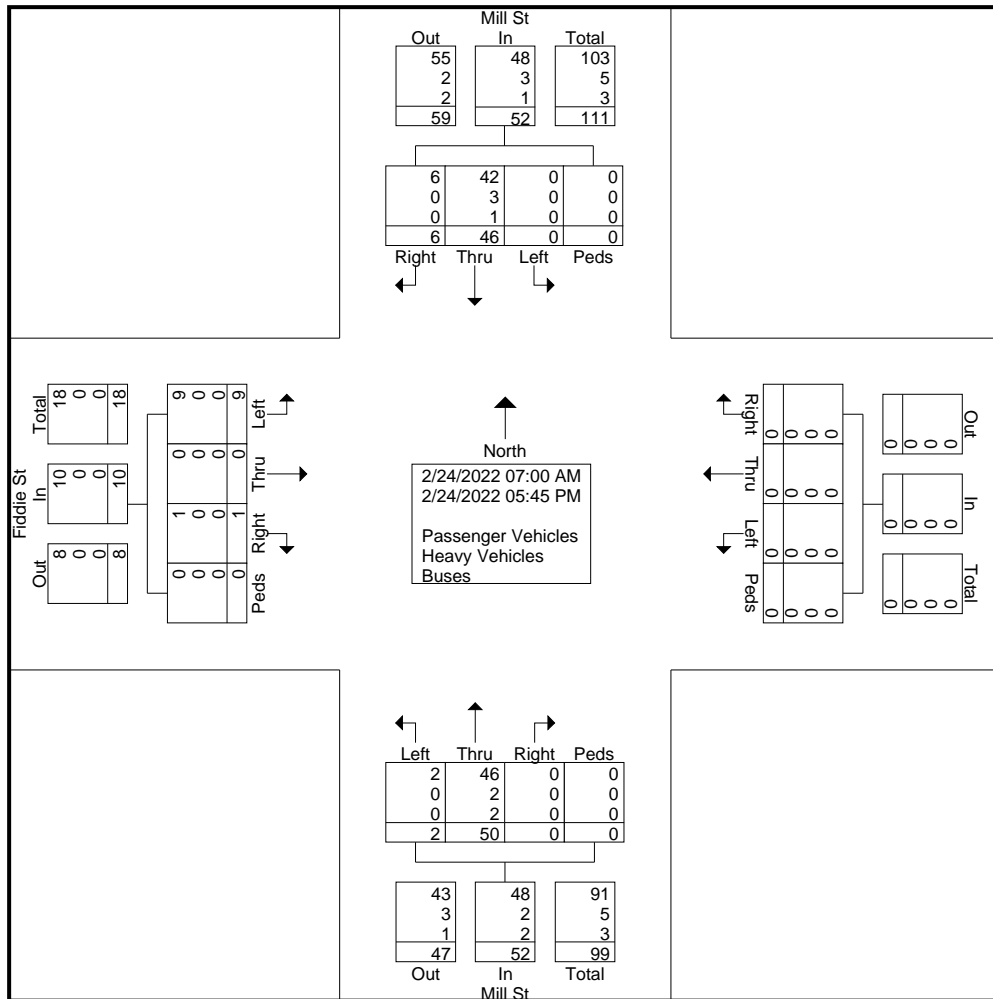 Mill St
Out In Total
55 48 103
2 3 5
2 1 3
59 52 111
6 42 0 0
0 3 0 0
0 1 0 0
6 46 0 0
Right Thru Left Peds
Fiddie St
Total
18 0 0 18
In
10 0 0 10
Out
8 0 0 8
9 0 0 9
Left
0 0 0 0
Thru
1 0 0 1
Right
0 0 0 0
Peds
North
2/24/2022 07:00 AM
2/24/2022 05:45 PM
Passenger Vehicles
Heavy Vehicles
Buses
Right
0 0 0 0
Thru
0 0 0 0
Left
0 0 0 0
Peds
0 0 0 0
Out
0 0 0 0
In
0 0 0 0
Total
0 0 0 0
Left Thru Right Peds
2 46 0 0
0 2 0 0
0 2 0 0
2 50 0 0
43 48 91
3 2 5
1 2 3
47 52 99
Out In Total
Mill St